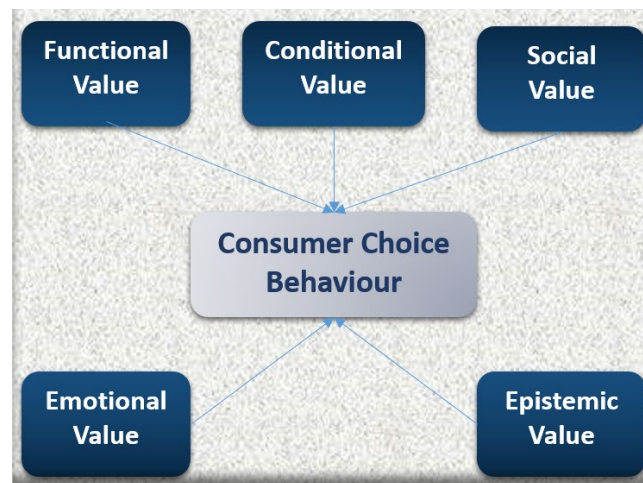 Functional
Value
Conditional
Value
Social
Value
Consumer Choice
Behaviour
Emotional
Value
Epistemic
Value